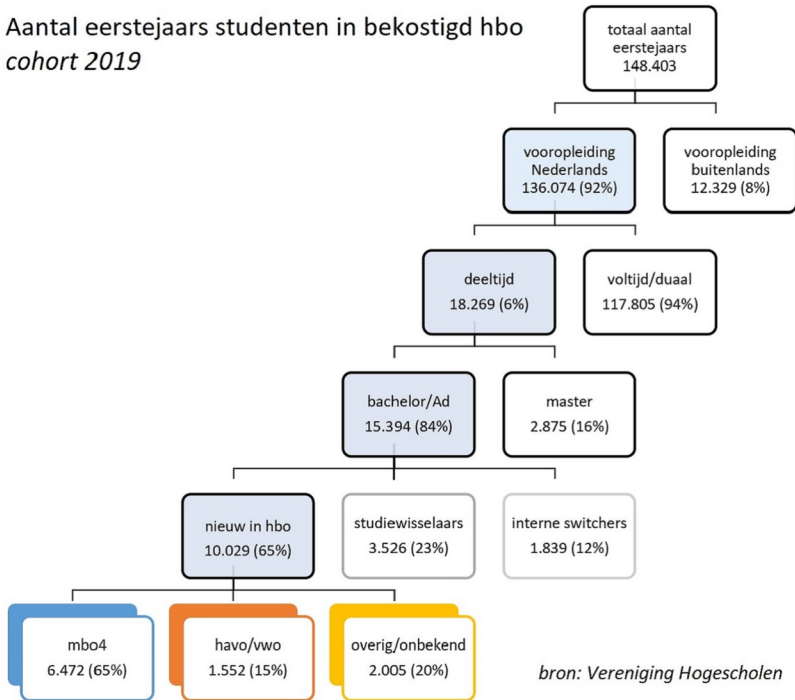 Aantal eerstejaars studenten in bekostigd hbo
cohort 2019
totaal aantal
eerstejaars
148.403
vooropleiding
Nederlands
136.074 (92%)
vooropleiding
buitenlands
12.329 (8%)
deeltijd
18.269 (6%)
voltijd/duaal
117.805 (94%)
bachelor/Ad
15.394 (84%)
master
2.875 (16%)
nieuw in hbo
10.029 (65%)
studiewisselaars
3.526 (23%)
interne switchers
1.839 (12%)
mbo4
6.472 (65%)
havo/vwo
1.552 (15%)
overig/onbekend
2.005 (20%)
bron: Vereniging Hogescholen